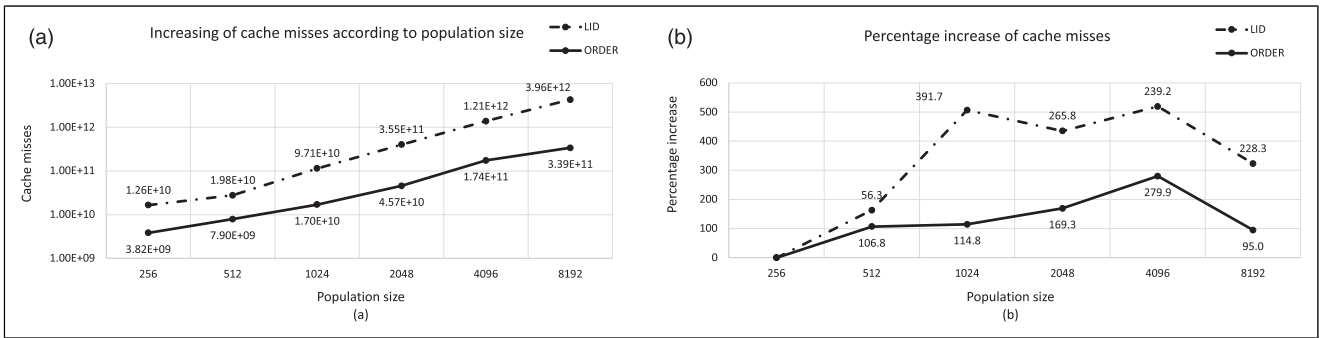 (a)
Increasing of cache misses according to population size
LID
ORDER
1.00E+13
1.00E+12
1.00E+11
1.00E+10
1.00E+09
Cache misses
1.26E+10
1.98E+10
9.71E+10
3.55E+11
1.21E+12
3.96E+12
3.82E+09
7.90E+09
1.70E+10
4.57E+10
1.74E+11
3.39E+11
256 512 1024 2048 4096 8192
Population size
(a)
(b)
Percentage increase of cache misses
LID
ORDER
600
500
400
300
200
100
0
Percentage increase
56.3
391.7
265.8
239.2
228.3
106.8
114.8
169.3
279.9
95.0
256 512 1024 2048 4096 8192
Population size
(b)